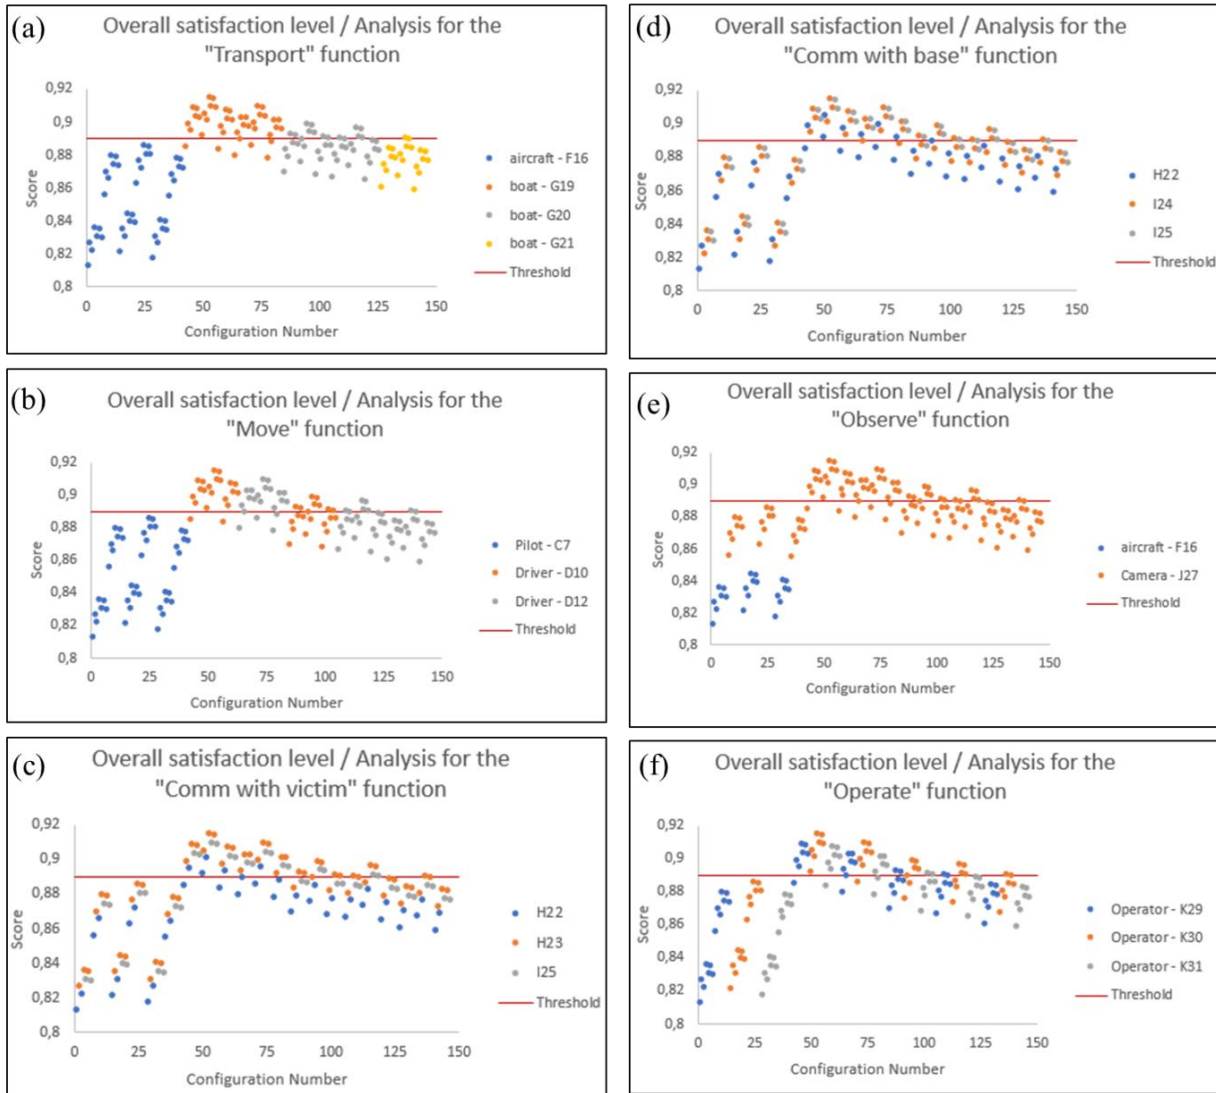 (a)
Overall satisfaction level / Analysis for the
"Transport" function
0,92
0,9
0,88
0,86
0,84
0,82
0,8
Score
0 25 50 75 100 125 150
Configuration Number
aircraft - F16
boat - G19
boat- G20
boat - G21
Threshold
(d)
Overall satisfaction level / Analysis for the
"Comm with base" function
0,92
0,9
0,88
0,86
0,84
0,82
0,8
Score
0 25 50 75 100 125 150
Configuration Number
H22
I24
I25
Threshold
(b)
Overall satisfaction level / Analysis for the
"Move" function
0,92
0,9
0,88
0,86
0,84
0,82
0,8
Score
0 25 50 75 100 125 150
Configuration Number
Pilot - C7
Driver - D10
Driver - D12
Threshold
(e)
Overall satisfaction level / Analysis for the
"Observe" function
0,92
0,9
0,88
0,86
0,84
0,82
0,8
Score
0 25 50 75 100 125 150
Configuration Number
aircraft - F16
Camera - J27
Threshold
(c)
Overall satisfaction level / Analysis for the
"Comm with victim" function
0,92
0,9
0,88
0,86
0,84
0,82
0,8
Score
0 25 50 75 100 125 150
Configuration Number
H22
H23
I25
Threshold
(f)
Overall satisfaction level / Analysis for the
"Operate" function
0,92
0,9
0,88
0,86
0,84
0,82
0,8
Score
0 25 50 75 100 125 150
Configuration Number
Operator - K29
Operator - K30
Operator - K31
Threshold